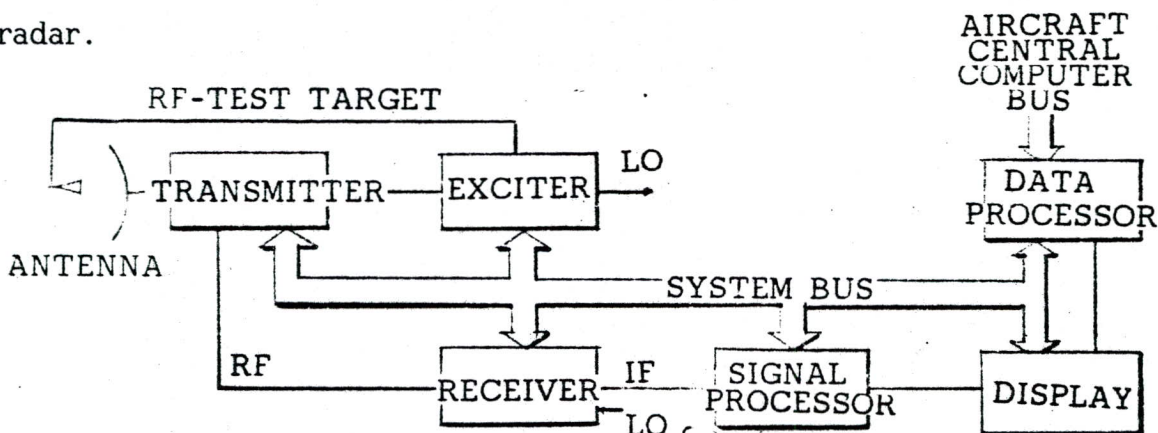 radar.
AIRCRAFT
CENTRAL
COMPUTER
BUS
RF-TEST TARGET
LO
TRANSMITTER
EXCITER
DATA
PROCESSOR
ANTENNA
SYSTEM BUS
RF
RECEIVER
IF
SIGNAL
PROCESSOR
DISPLAY
LO